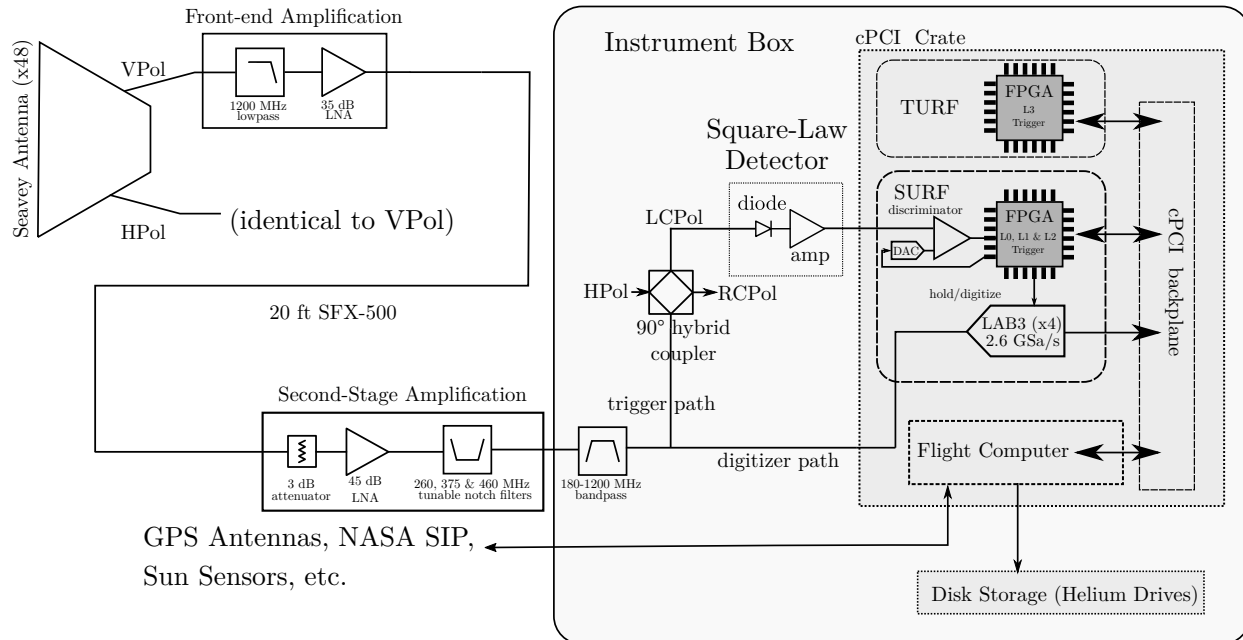 Front-end Amplification
Seavey Antenna (x48)
VPol
1200 MHz
lowpass
35 dB
LNA
HPol
(identical to VPol)
20 ft SFX-500
Second-Stage Amplification
3 dB
attenuator
45 dB
LNA
260, 375 & 460 MHz
tunable notch filters
180-1200 MHz
bandpass
GPS Antennas, NASA SIP,
Sun Sensors, etc.
Instrument Box
Square-Law
Detector
diode
amp
LCPol
HPol
RCPol
90° hybrid
coupler
trigger path
digitizer path
cPCI Crate
TURF
FPGA
L3
Trigger
SURF
discriminator
DAC
FPGA
L0, L1 & L2
Trigger
hold/digitize
LAB3 (x4)
2.6 GSa/s
cPCI backplane
Flight Computer
Disk Storage (Helium Drives)